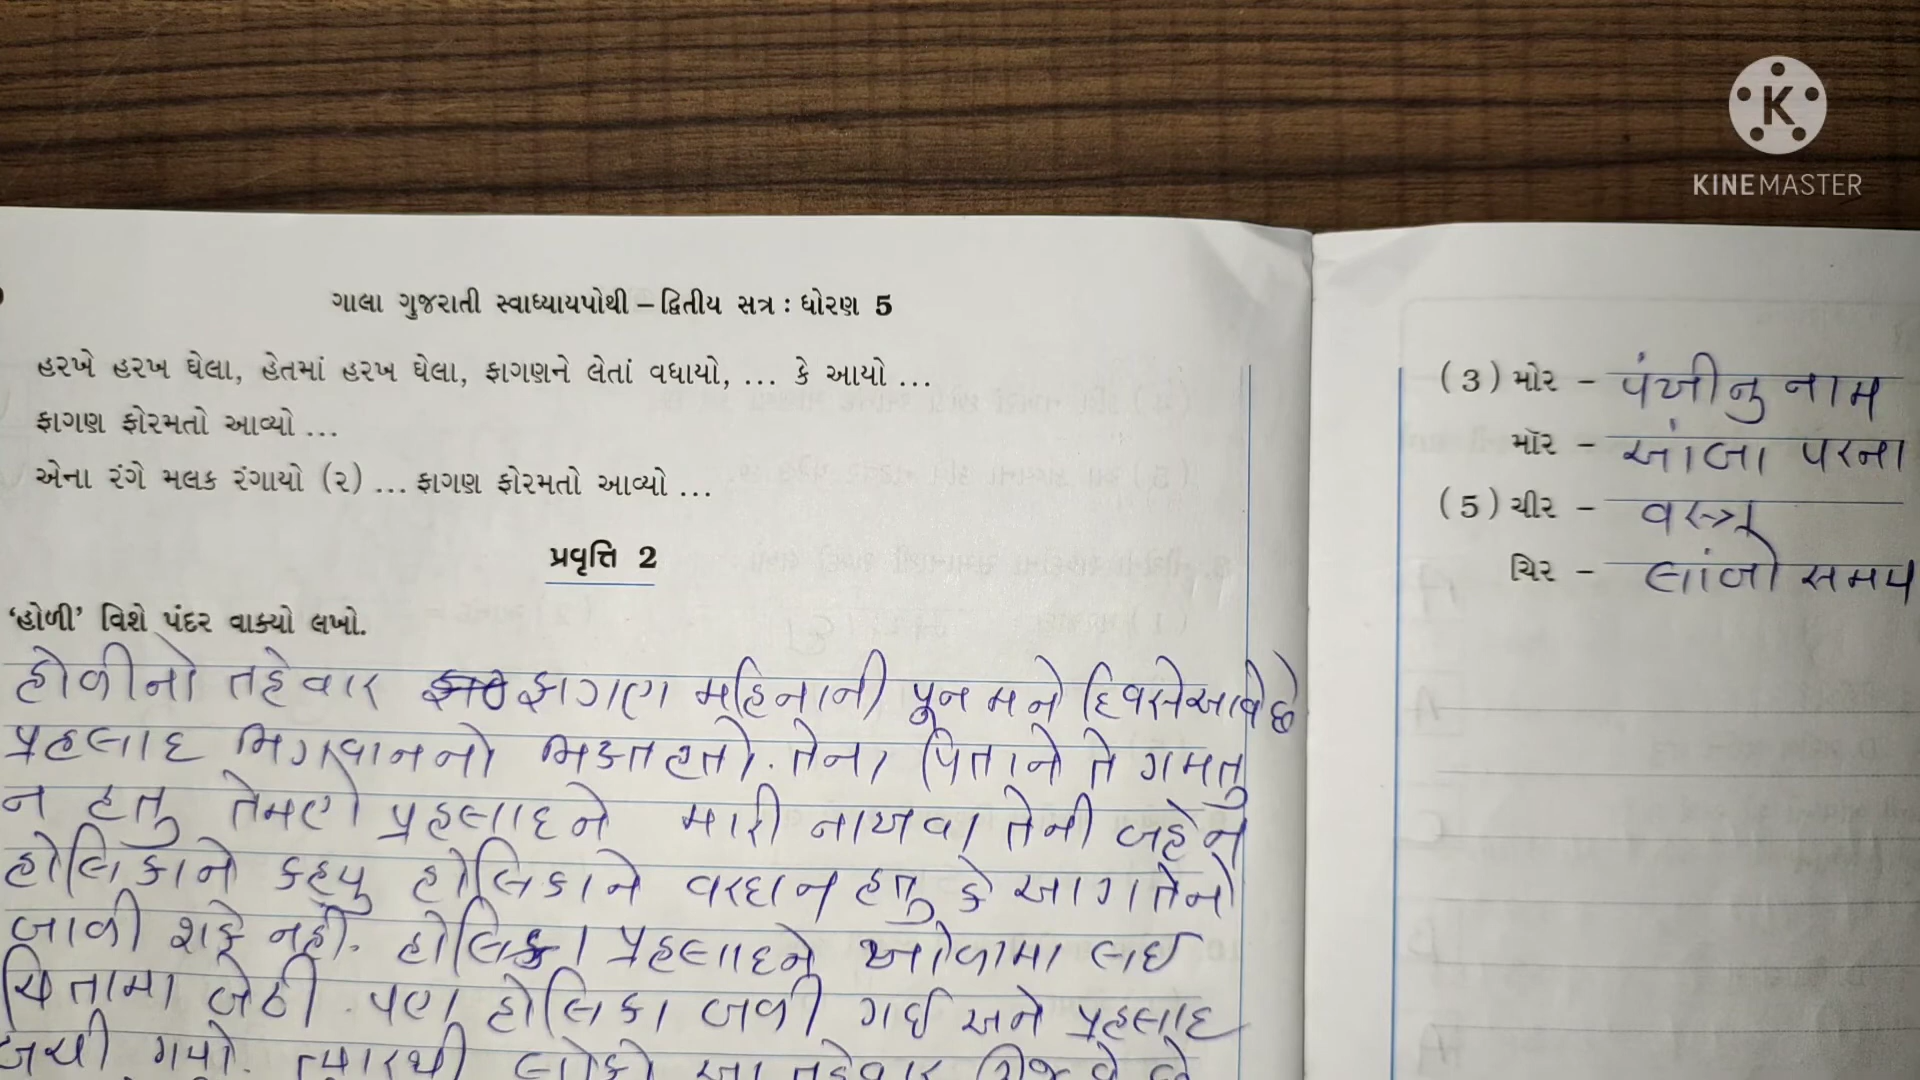 KINEMASTER
ગાલા ગુજરાતી સ્વાધ્યાયપોથી – દ્વિતીય સત્ર : ધોરણ 5
હરખે હરખ ઘેલા, હેતમાં હરખ ઘેલા, ફાગણને લેતાં વધાયો, ... કે આયો ...
ફાગણ ફોરમતો આવ્યો ...
એના રંગે મલક રંગાયો (૨) ... ફાગણ ફોરમતો આવ્યો ...
પ્રવૃત્તિ 2
‘હોળી’ વિશે પંદર વાક્યો લખો.
હોળીનો તહેવાર ફાગણ મહિનાની પુનમને દિવસે આવે છે
પ્રહલાદ ભગવાનનો ભક્ત હતો. તેના પિતાને તે ગમતુ
ન હતુ તેમણે પ્રહલાદને મારી નાખવા તેની બહેન
હોલિકાને કહ્યુ હોલિકાને વરદાન હતુ કે આગ તેને
બાળી શકે નહી. હોલિકા પ્રહલાદને ખોળામા લઈ
ચિતામા બેઠી. પણ હોલિકા બળી ગઈ અને પ્રહલાદ
બચી ગયો. ત્યારથી લોકો આ તહેવાર ઊજવે છે
(3) મોર – પંખીનુ નામ
મૉર – આંબા પરના
(5) ચીર – વસ્ત્ર
ચિર – લાંબો સમય